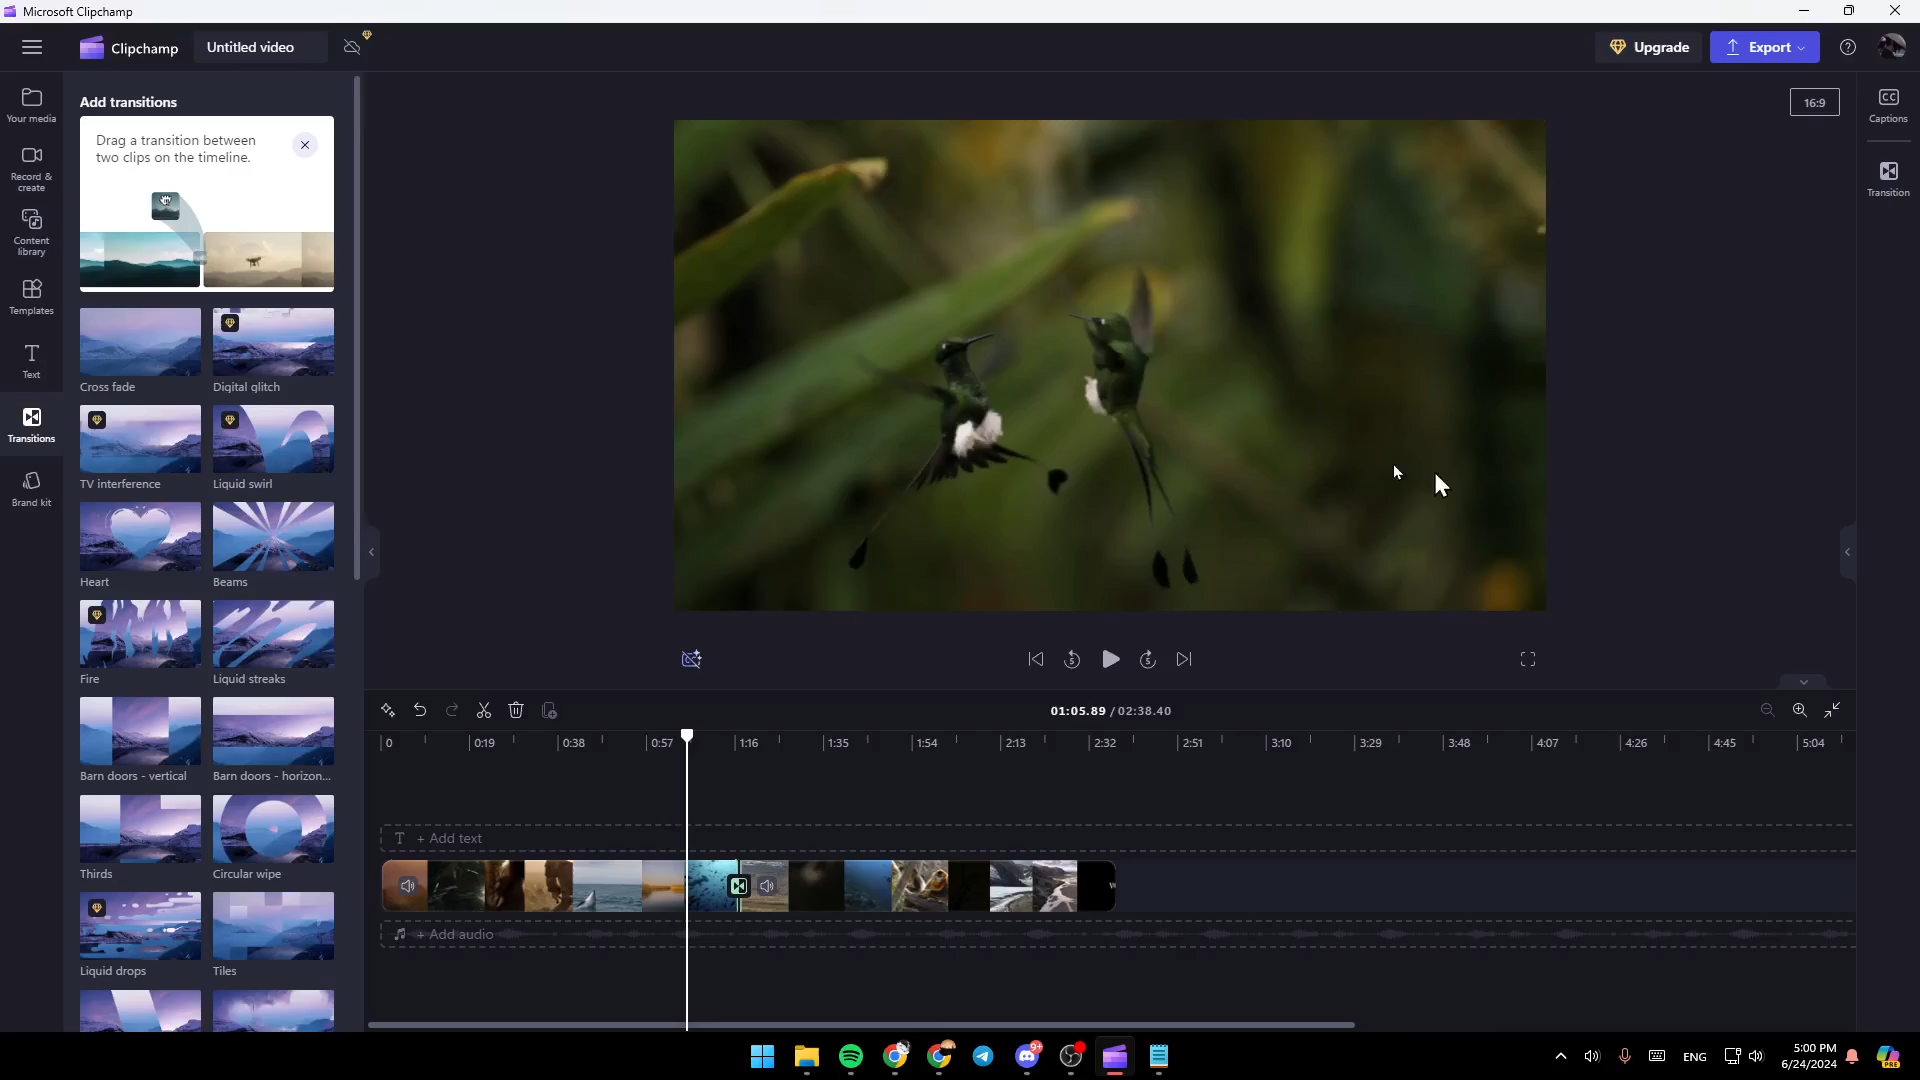 Microsoft Clipchamp
Clipchamp
Untitled video
Upgrade
Export
16:9
Your media
Record &
create
Content
library
Templates
Text
Transitions
Brand kit
Add transitions
Drag a transition between
two clips on the timeline.
Cross fade
Digital glitch
TV interference
Liquid swirl
Heart
Beams
Fire
Liquid streaks
Barn doors - vertical
Barn doors - horizon...
Thirds
Circular wipe
Liquid drops
Tiles
CC
Captions
Transition
5
5
01:05.89 / 02:38.40
0
0:19
0:38
0:57
1:16
1:35
1:54
2:13
2:32
2:51
3:10
3:29
3:48
4:07
4:26
4:45
5:04
T + Add text
+ Add audio
9+
ENG
5:00 PM
6/24/2024
PRE